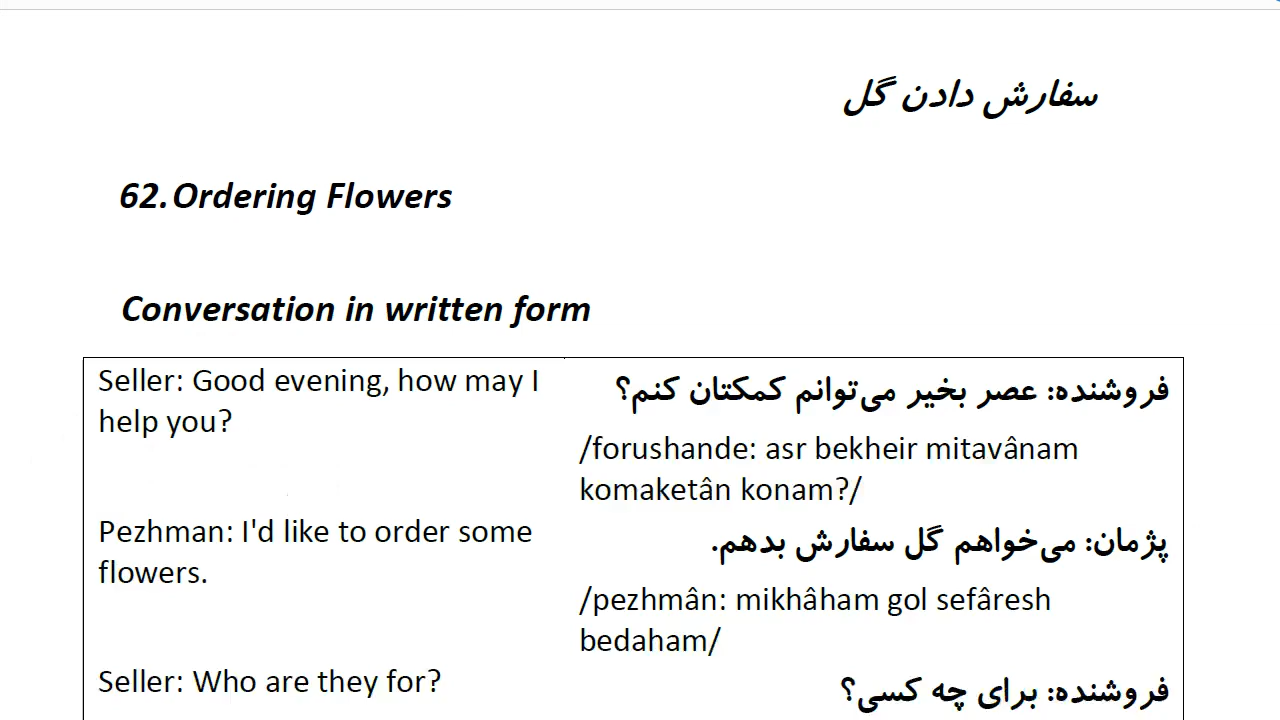 سفارش دادن گل
62.Ordering Flowers
Conversation in written form
Seller: Good evening, how may I
help you?
فروشنده: عصر بخیر می‌توانم کمکتان کنم؟
/forushande: asr bekheir mitavânam
komaketân konam?/
Pezhman: I'd like to order some
flowers.
پژمان: می‌خواهم گل سفارش بدهم.
/pezhmân: mikhâham gol sefâresh
bedaham/
Seller: Who are they for?
فروشنده: برای چه کسی؟